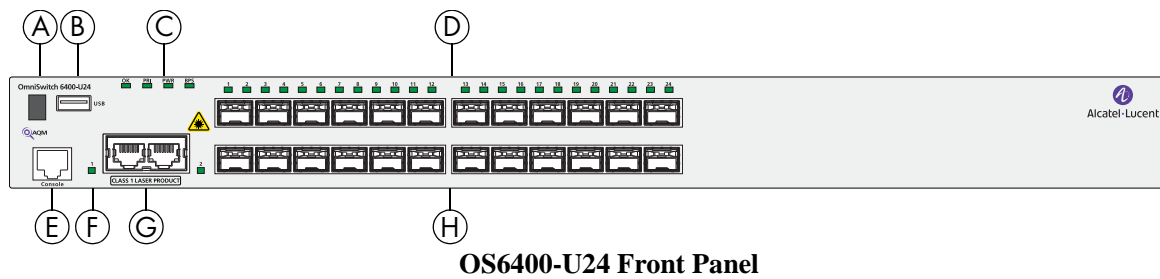 A B C D
OK PRI PWR BPS
1 2 3 4 5 6 7 8 9 10 11 12 13 14 15 16 17 18 19 20 21 22 23 24
OmniSwitch 6400-U24
USB
AQM
Alcatel·Lucent
1 2
Console
CLASS 1 LASER PRODUCT
E F G H
OS6400-U24 Front Panel